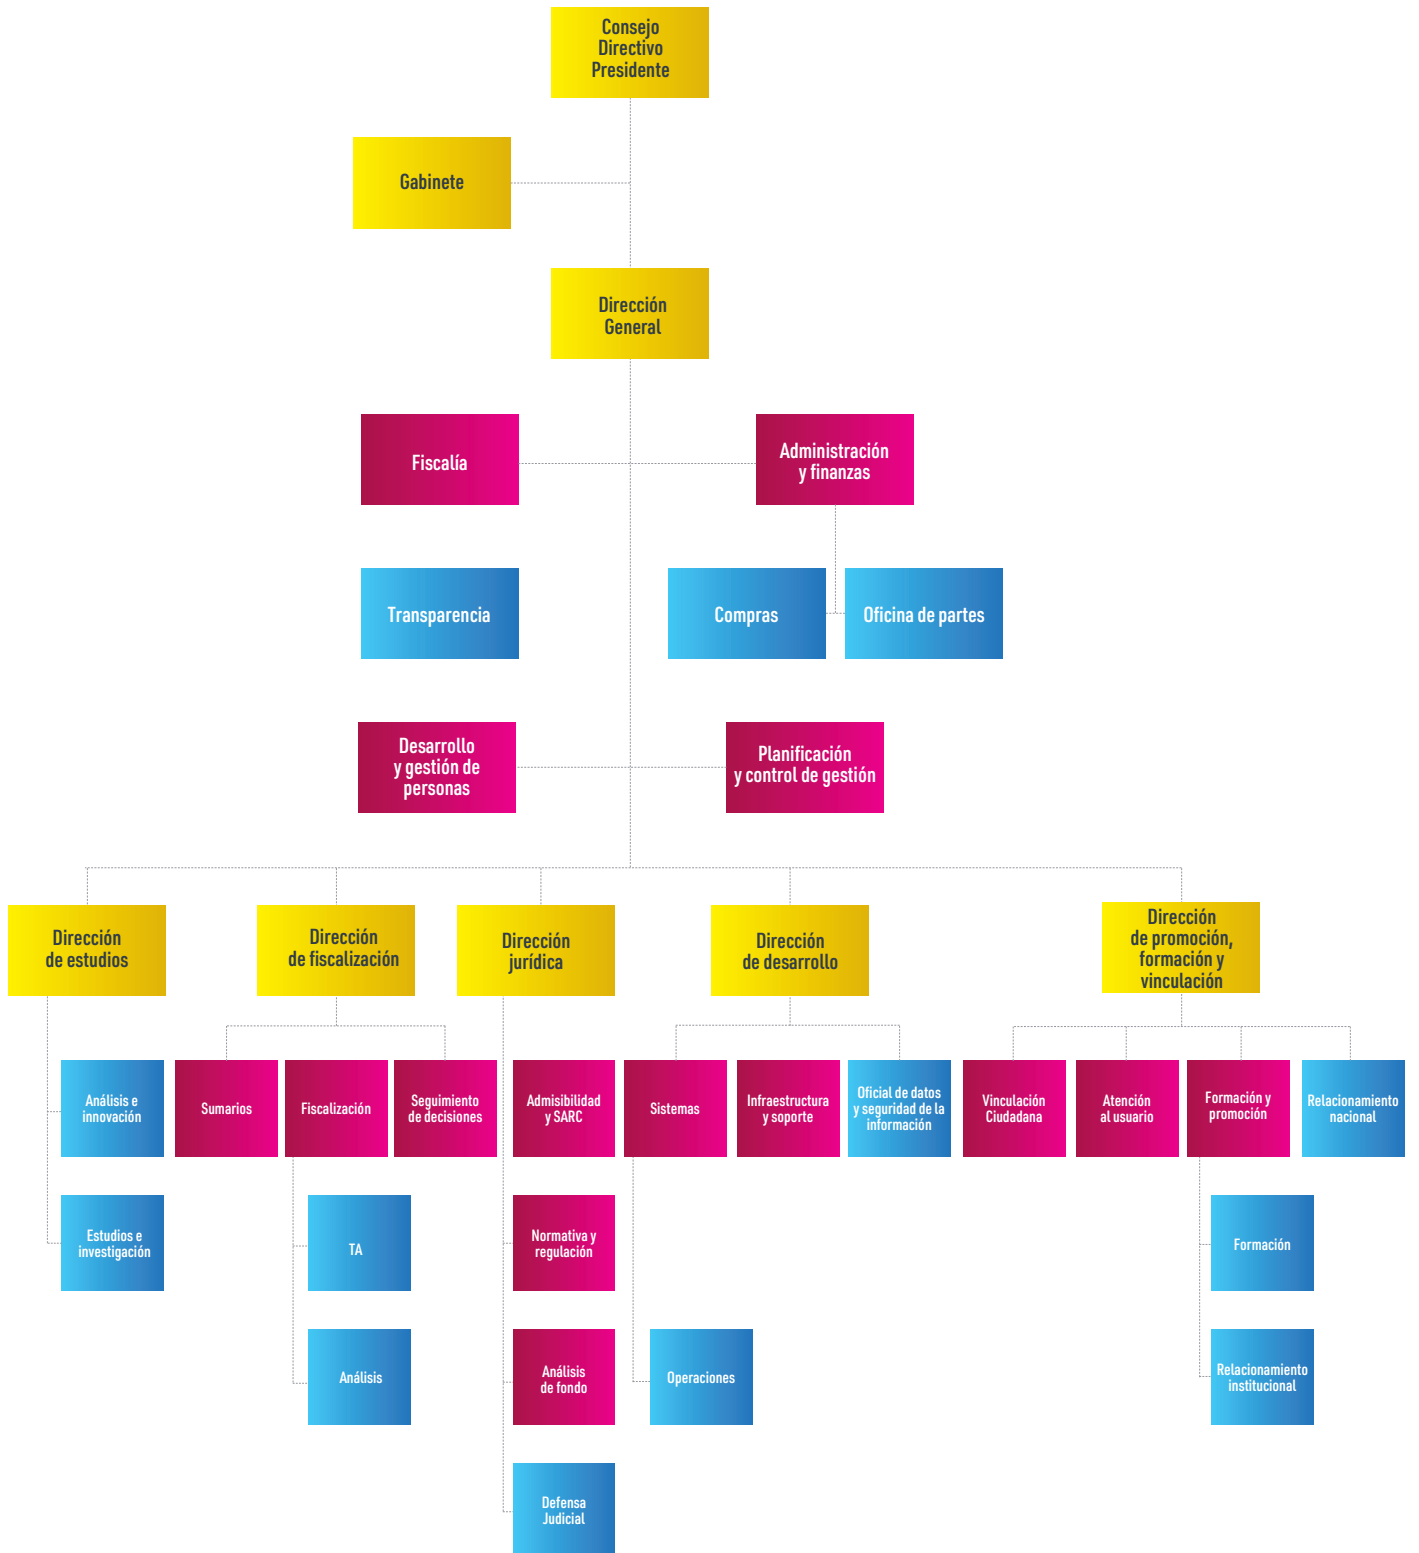 Consejo
Directivo
Presidente
Gabinete
Dirección
General
Fiscalía
Administración
y finanzas
Transparencia
Compras
Oficina de partes
Desarrollo
y gestión de
personas
Planificación
y control de gestión
Dirección
de estudios
Dirección
de fiscalización
Dirección
jurídica
Dirección
de desarrollo
Dirección
de promoción,
formación y
vinculación
Análisis e
innovación
Sumarios
Fiscalización
Seguimiento
de decisiones
Admisibilidad
y SARC
Sistemas
Infraestructura
y soporte
Oficial de datos
y seguridad de la
información
Vinculación
Ciudadana
Atención
al usuario
Formación y
promoción
Relacionamiento
nacional
Estudios e
investigación
TA
Normativa y
regulación
Formación
Análisis
Análisis
de fondo
Operaciones
Relacionamiento
institucional
Defensa
Judicial